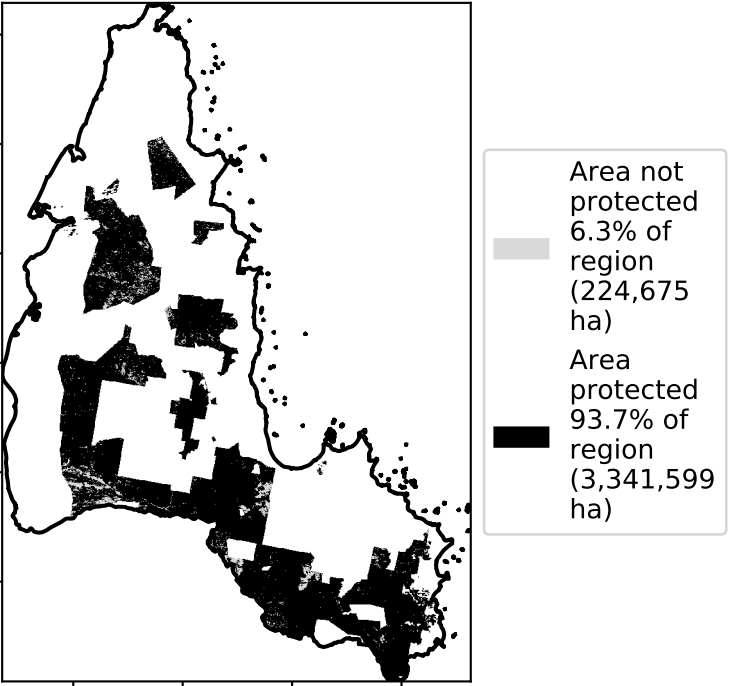 Area not
protected
6.3% of
region
(224,675
ha)
Area
protected
93.7% of
region
(3,341,599
ha)